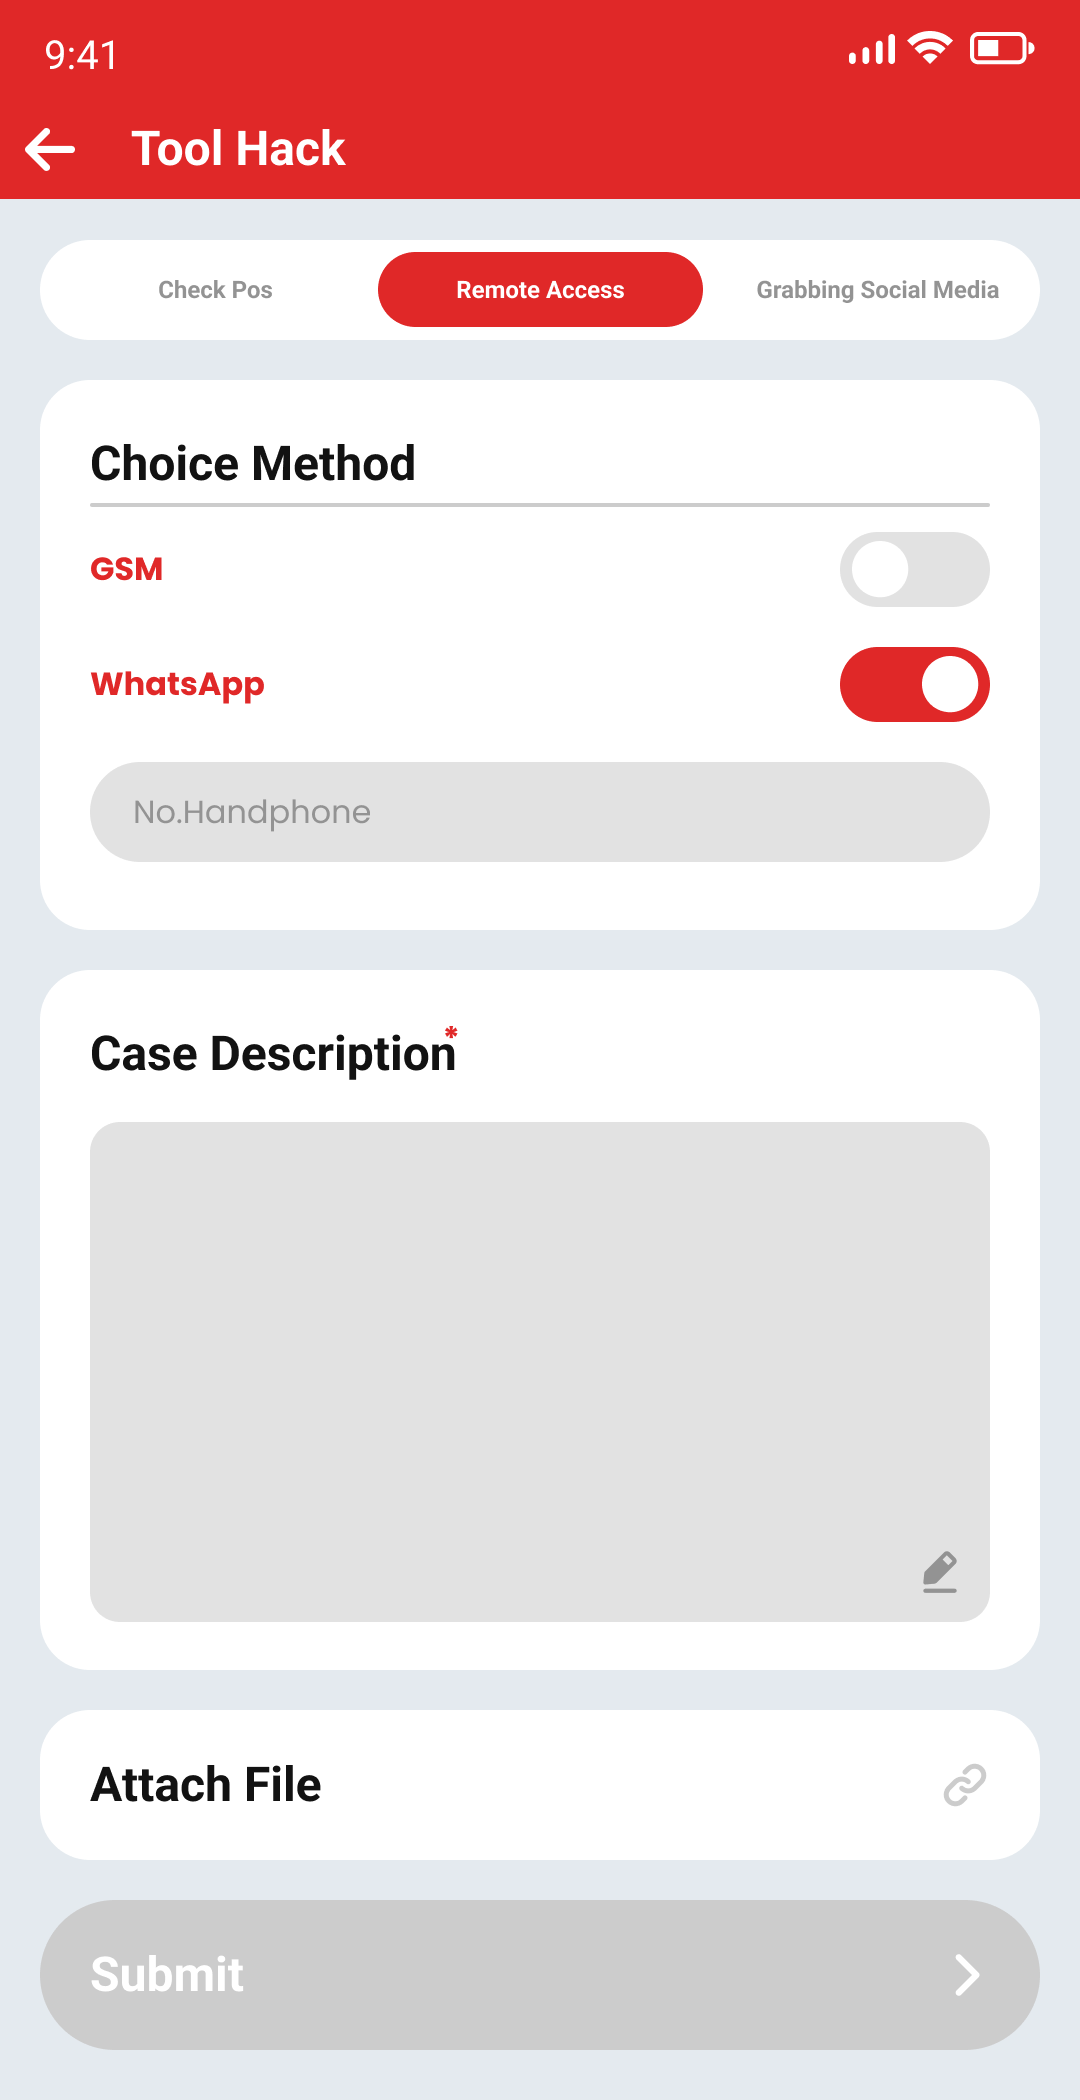 9:41
Tool Hack
Check Pos
Remote Access
Grabbing Social Media
Choice Method
GSM
WhatsApp
No.Handphone
Case Description*
Attach File
Submit